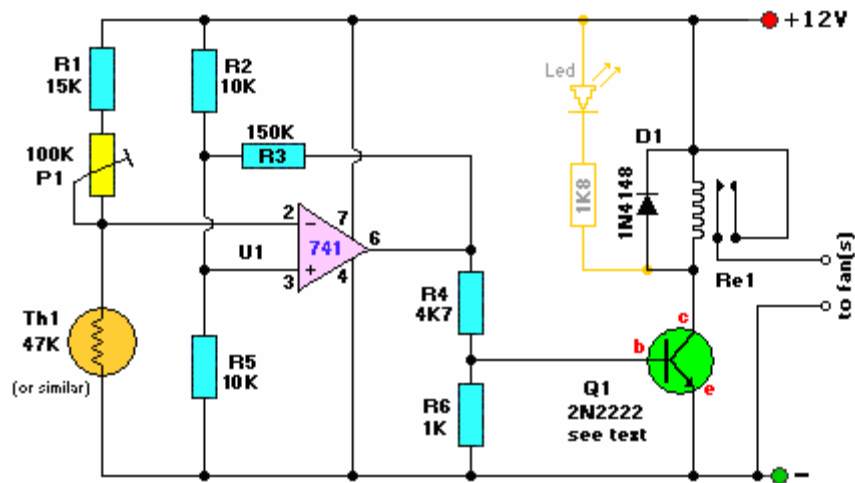 +12V
R1
15K
R2
10K
Led
150K
R3
D1
100K
P1
1K8
1N4148
2
7
-
741
6
U1
+
3
4
Re1
to fan(s)
Th1
47K
(or similar)
R4
4K7
c
b
e
R5
10K
Q1
2N2222
see text
R6
1K
-